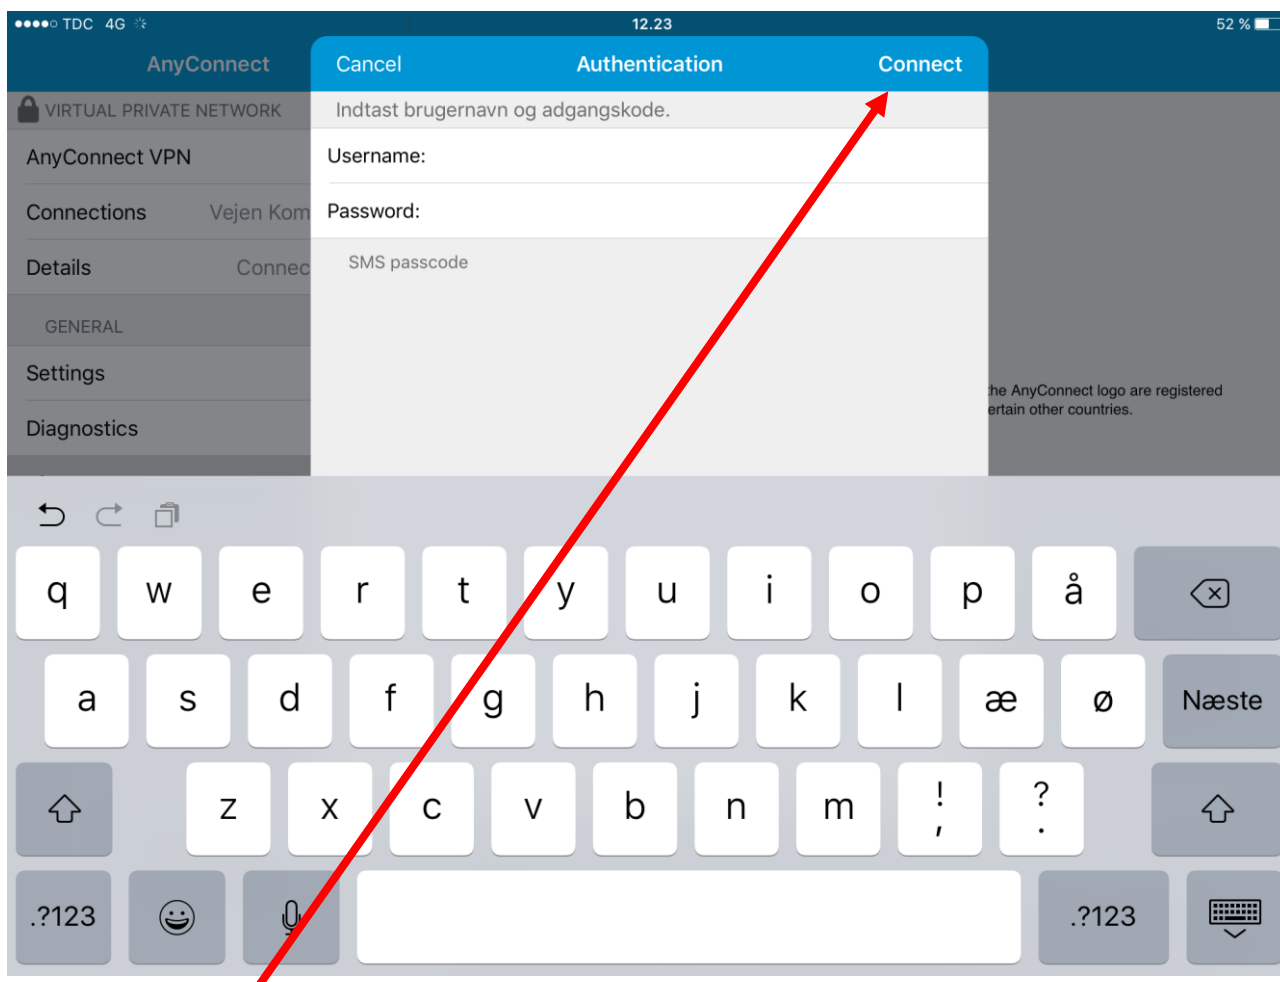 TDC 4G 12.23 52 %
AnyConnect
Cancel Authentication Connect
VIRTUAL PRIVATE NETWORK
Indtast brugernavn og adgangskode.
AnyConnect VPN
Username:
Connections Vejen Kom
Password:
Details Connec
SMS passcode
GENERAL
Settings
he AnyConnect logo are registered
ertain other countries.
Diagnostics
q w e r t y u i o p å
a s d f g h j k l æ ø Næste
z x c v b n m ! , ? .
.?123 .?123